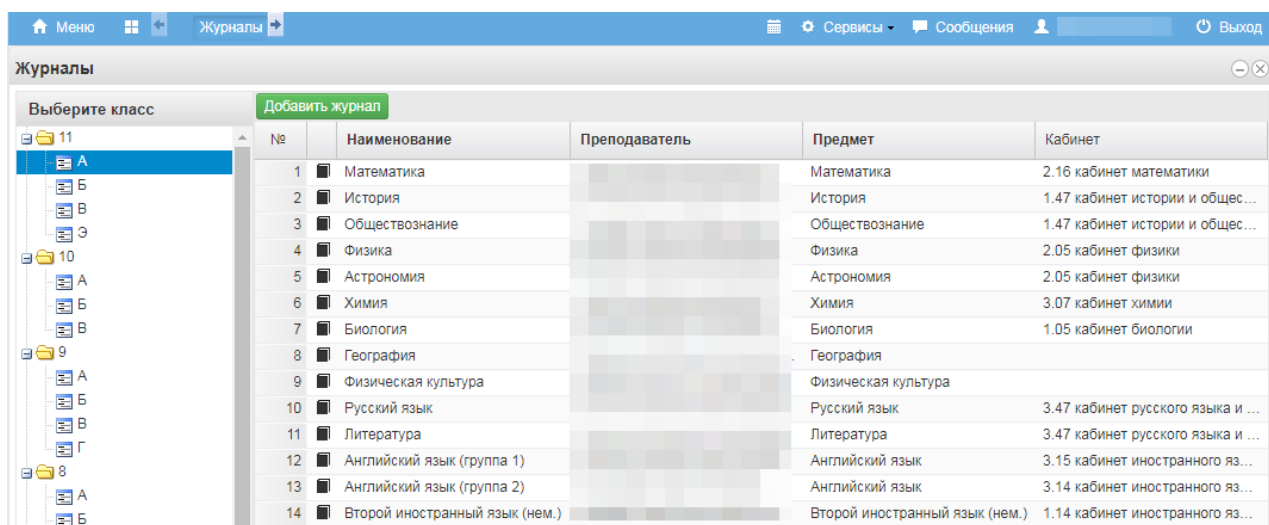 Меню Журналы Сервисы Сообщения Выход
Журналы
Выберите класс
11
А
Б
В
Э
10
А
Б
В
9
А
Б
В
Г
8
А
Б
Добавить журнал
№ Наименование Преподаватель Предмет Кабинет
1 Математика Математика 2.16 кабинет математики
2 История История 1.47 кабинет истории и общес...
3 Обществознание Обществознание 1.47 кабинет истории и общес...
4 Физика Физика 2.05 кабинет физики
5 Астрономия Астрономия 2.05 кабинет физики
6 Химия Химия 3.07 кабинет химии
7 Биология Биология 1.05 кабинет биологии
8 География География
9 Физическая культура Физическая культура
10 Русский язык Русский язык 3.47 кабинет русского языка и ...
11 Литература Литература 3.47 кабинет русского языка и ...
12 Английский язык (группа 1) Английский язык 3.15 кабинет иностранного яз...
13 Английский язык (группа 2) Английский язык 3.14 кабинет иностранного яз...
14 Второй иностранный язык (нем.) Второй иностранный язык (нем.) 1.14 кабинет иностранного яз...